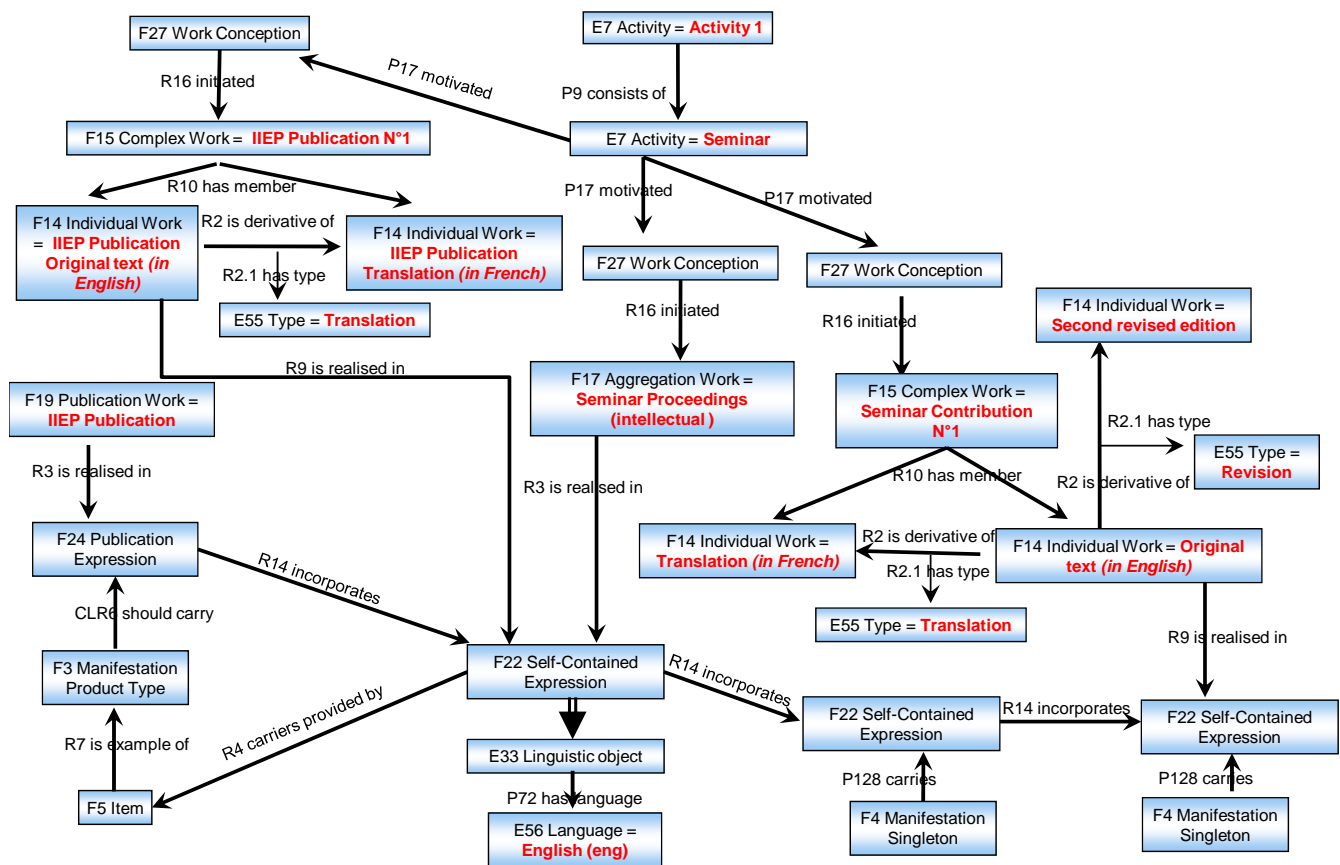 F27 Work Conception
E7 Activity = Activity 1
R16 initiated
P17 motivated
P9 consists of
F15 Complex Work = IIEP Publication N°1
E7 Activity = Seminar
R10 has member
P17 motivated
P17 motivated
F14 Individual Work
= IIEP Publication
Original text (in
English)
R2 is derivative of
R2.1 has type
F14 Individual Work =
IIEP Publication
Translation (in French)
F27 Work Conception
F27 Work Conception
E55 Type = Translation
R16 initiated
R16 initiated
F14 Individual Work =
Second revised edition
R9 is realised in
F19 Publication Work =
IIEP Publication
F17 Aggregation Work =
Seminar Proceedings
(intellectual )
F15 Complex Work =
Seminar Contribution
N°1
R2.1 has type
E55 Type =
Revision
R3 is realised in
R3 is realised in
R10 has member
R2 is derivative of
F24 Publication
Expression
R14 incorporates
F14 Individual Work =
Translation (in French)
R2 is derivative of
R2.1 has type
F14 Individual Work = Original
text (in English)
CLR6 should carry
E55 Type = Translation
R9 is realised in
F3 Manifestation
Product Type
F22 Self-Contained
Expression
R14 incorporates
R4 carriers provided by
F22 Self-Contained
Expression
R14 incorporates
F22 Self-Contained
Expression
R7 is example of
E33 Linguistic object
P128 carries
P128 carries
F5 Item
P72 has language
E56 Language =
English (eng)
F4 Manifestation
Singleton
F4 Manifestation
Singleton